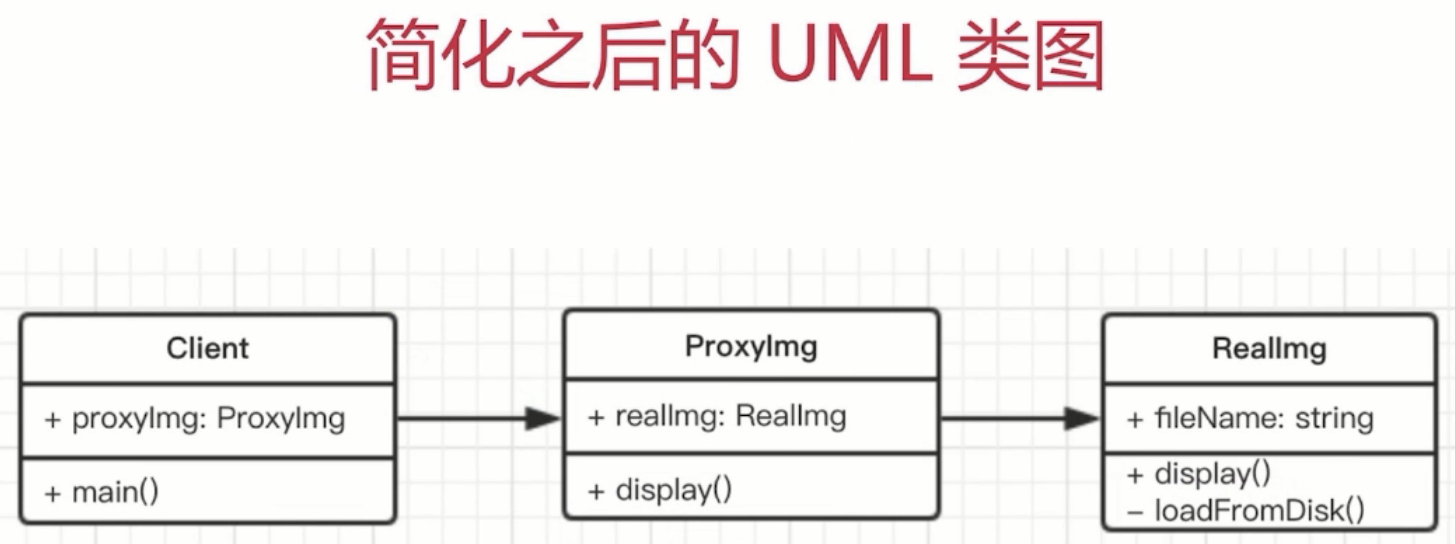 简化之后的 UML 类图
Client
+ proxyImg: ProxyImg
+ main()
ProxyImg
+ realImg: RealImg
+ display()
RealImg
+ fileName: string
+ display()
− loadFromDisk()